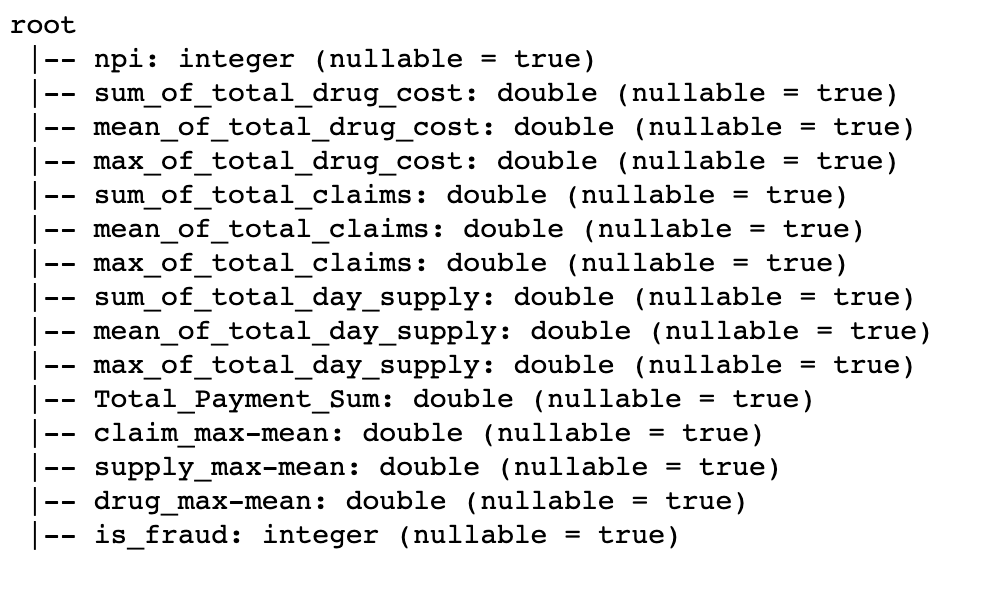 root
 |-- npi: integer (nullable = true)
 |-- sum_of_total_drug_cost: double (nullable = true)
 |-- mean_of_total_drug_cost: double (nullable = true)
 |-- max_of_total_drug_cost: double (nullable = true)
 |-- sum_of_total_claims: double (nullable = true)
 |-- mean_of_total_claims: double (nullable = true)
 |-- max_of_total_claims: double (nullable = true)
 |-- sum_of_total_day_supply: double (nullable = true)
 |-- mean_of_total_day_supply: double (nullable = true)
 |-- max_of_total_day_supply: double (nullable = true)
 |-- Total_Payment_Sum: double (nullable = true)
 |-- claim_max-mean: double (nullable = true)
 |-- supply_max-mean: double (nullable = true)
 |-- drug_max-mean: double (nullable = true)
 |-- is_fraud: integer (nullable = true)